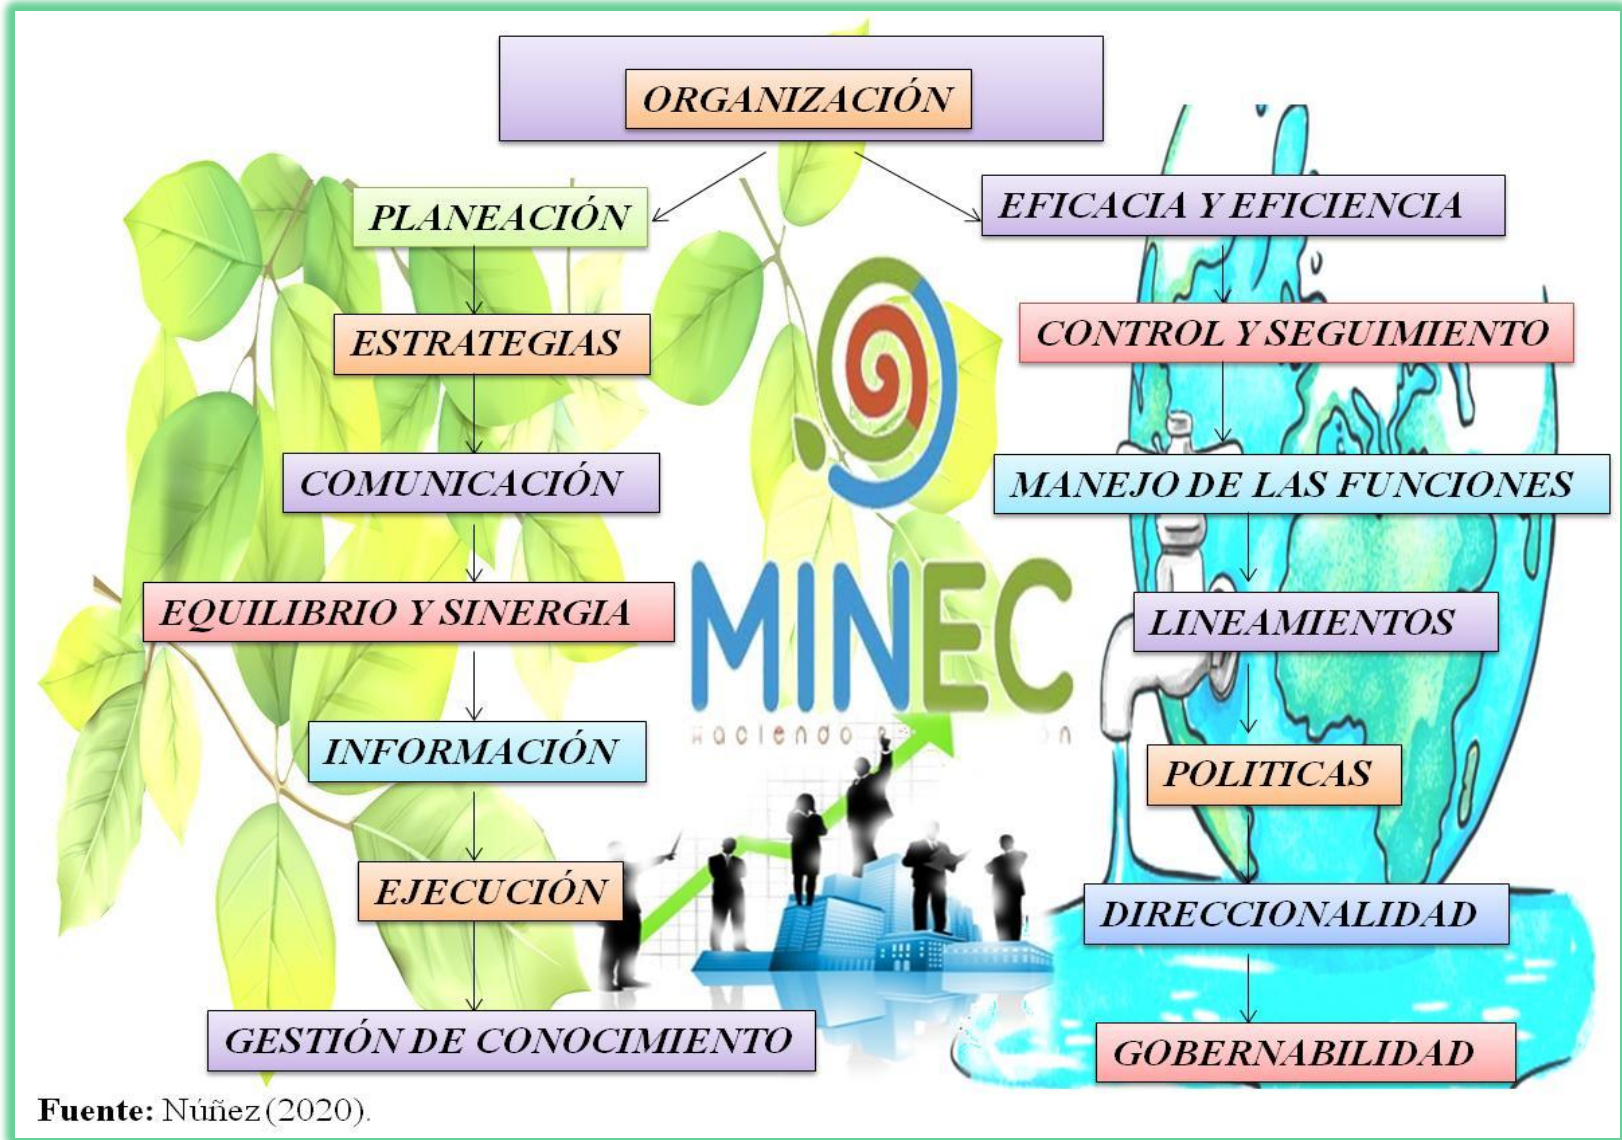 ORGANIZACIÓN
PLANEACIÓN
ESTRATEGIAS
COMUNICACIÓN
EQUILIBRIO Y SINERGIA
INFORMACIÓN
EJECUCIÓN
GESTIÓN DE CONOCIMIENTO
EFICACIA Y EFICIENCIA
CONTROL Y SEGUIMIENTO
MANEJO DE LAS FUNCIONES
LINEAMIENTOS
POLITICAS
DIRECCIONALIDAD
GOBERNABILIDAD
MINEC
Haciendo
Fuente: Núñez (2020).